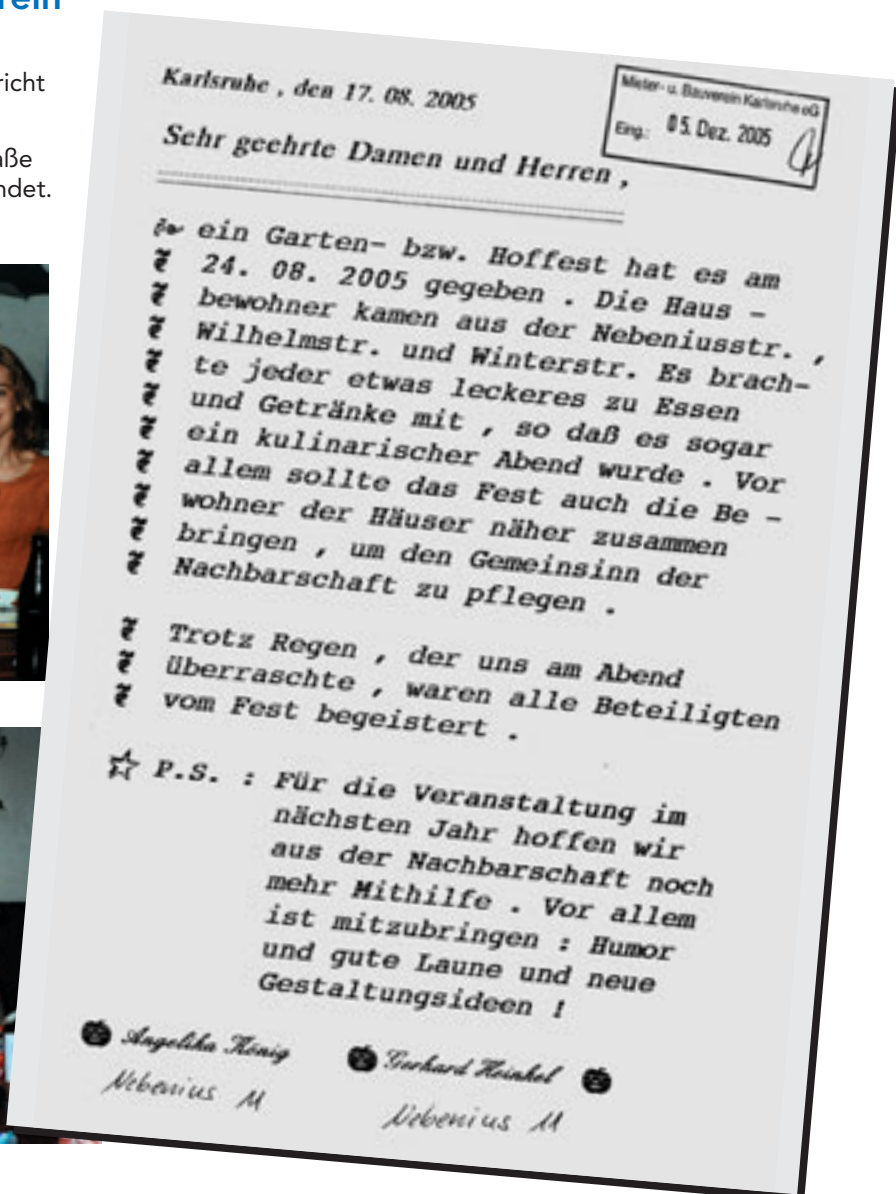 rein
richt
aße
ndet.
Karlsruhe , den 17. 08. 2005
Mieter- u. Bauverein Karlsruhe eG
Eing.: 05. Dez. 2005
Sehr geehrte Damen und Herren ,
ein Garten- bzw. Hoffest hat es am
24. 08. 2005 gegeben . Die Haus -
bewohner kamen aus der Nebeniusstr. ,
Wilhelmstr. und Winterstr. Es brach-
te jeder etwas leckeres zu Essen
und Getränke mit , so daß es sogar
ein kulinarischer Abend wurde . Vor
allem sollte das Fest auch die Be -
wohner der Häuser näher zusammen
bringen , um den Gemeinsinn der
Nachbarschaft zu pflegen .
Trotz Regen , der uns am Abend
überraschte , waren alle Beteiligten
vom Fest begeistert .
P.S. : Für die Veranstaltung im
nächsten Jahr hoffen wir
aus der Nachbarschaft noch
mehr Mithilfe . Vor allem
ist mitzubringen : Humor
und gute Laune und neue
Gestaltungsideen !
Angelika König Gerhard Heinkel
Nebenius 11 Nebenius 11